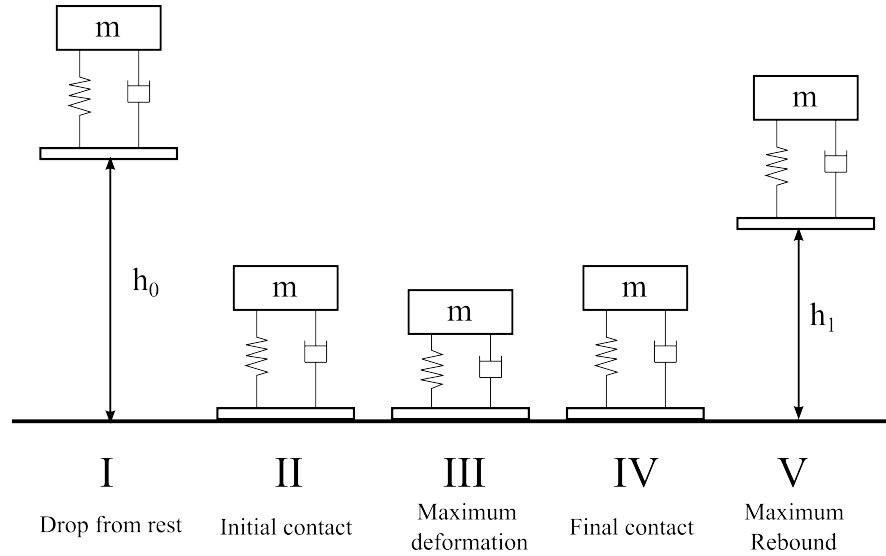 m
m
h₀
m
m
m
h₁
I
II
III
IV
V
Drop from rest
Initial contact
Maximum
deformation
Final contact
Maximum
Rebound